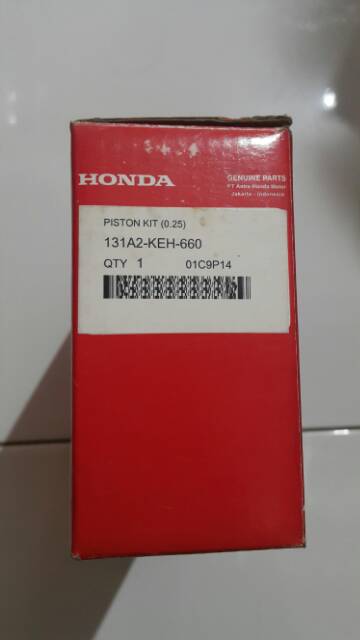 HONDA
GENUINE PARTS
PT Astra Honda Motor
Jakarta - Indonesia
PISTON KIT (0.25)
131A2-KEH-660
QTY 1 01C9P14